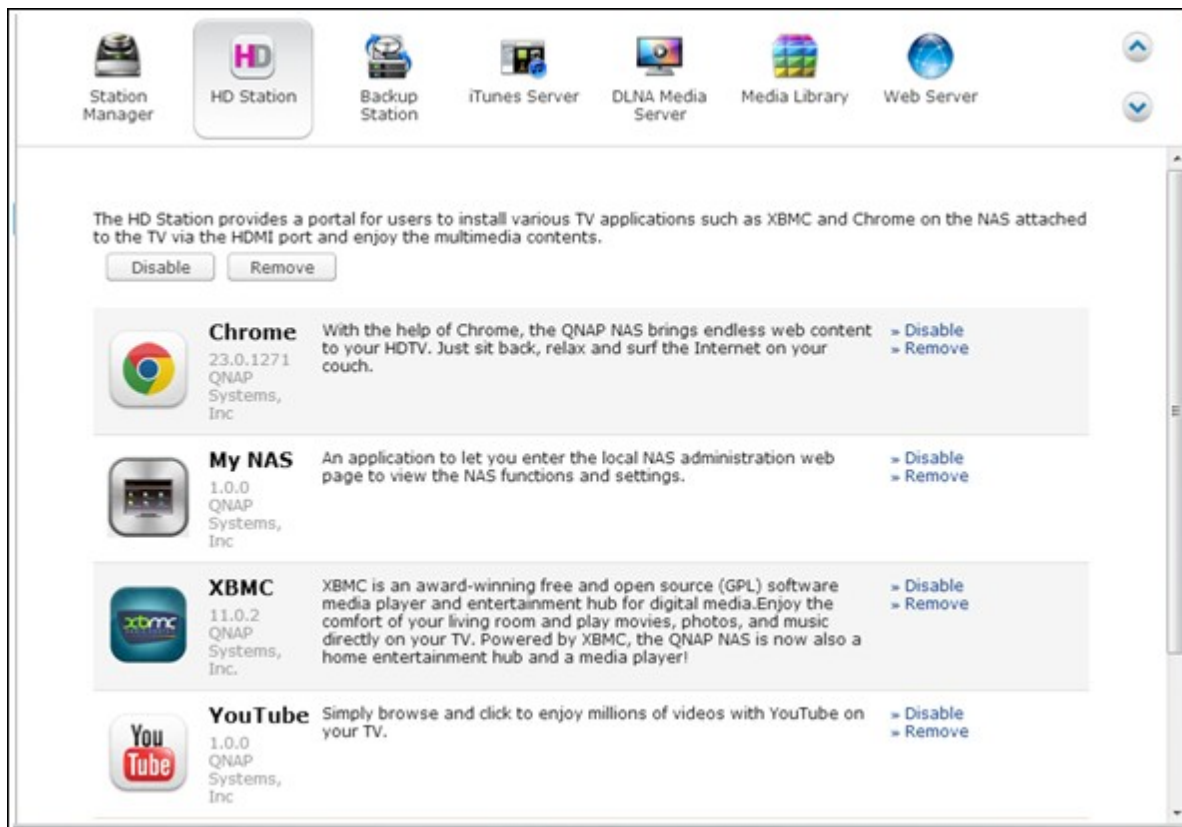 Station
Manager
HD
HD Station
Backup
Station
iTunes Server
DLNA Media
Server
Media Library
Web Server
The HD Station provides a portal for users to install various TV applications such as XBMC and Chrome on the NAS attached
to the TV via the HDMI port and enjoy the multimedia contents.
Disable
Remove
Chrome
23.0.1271
QNAP
Systems,
Inc
With the help of Chrome, the QNAP NAS brings endless web content
to your HDTV. Just sit back, relax and surf the Internet on your
couch.
» Disable
» Remove
My NAS
1.0.0
QNAP
Systems,
Inc
An application to let you enter the local NAS administration web
page to view the NAS functions and settings.
» Disable
» Remove
xbmc
XBMC
11.0.2
QNAP
Systems,
Inc.
XBMC is an award-winning free and open source (GPL) software
media player and entertainment hub for digital media.Enjoy the
comfort of your living room and play movies, photos, and music
directly on your TV. Powered by XBMC, the QNAP NAS is now also a
home entertainment hub and a media player!
» Disable
» Remove
You
Tube
YouTube
1.0.0
QNAP
Systems,
Inc
Simply browse and click to enjoy millions of videos with YouTube on
your TV.
» Disable
» Remove